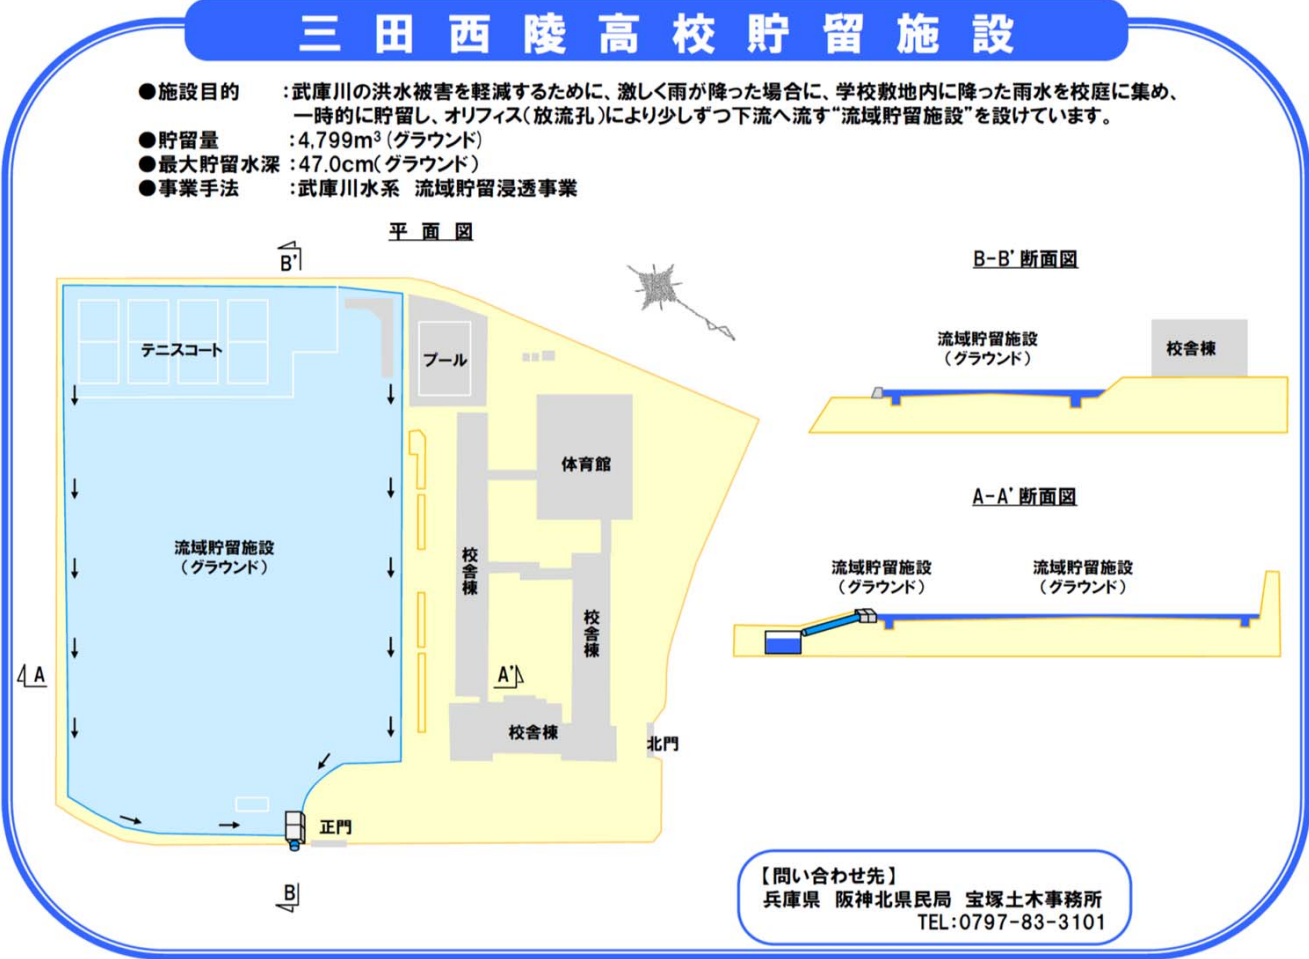 三田西陵高校貯留施設
●施設目的　：武庫川の洪水被害を軽減するために、激しく雨が降った場合に、学校敷地内に降った雨水を校庭に集め、
一時的に貯留し、オリフィス（放流孔）により少しずつ下流へ流す“流域貯留施設”を設けています。
●貯留量　：4,799m³（グラウンド）
●最大貯留水深：47.0cm（グラウンド）
●事業手法　：武庫川水系 流域貯留浸透事業
平面図
B'
テニスコート
プール
体育館
流域貯留施設
（グラウンド）
校舎棟
校舎棟
A
A'
校舎棟
北門
正門
B
B-B'断面図
流域貯留施設
（グラウンド）
校舎棟
A-A'断面図
流域貯留施設
（グラウンド）
流域貯留施設
（グラウンド）
【問い合わせ先】
兵庫県 阪神北県民局 宝塚土木事務所
TEL：0797-83-3101